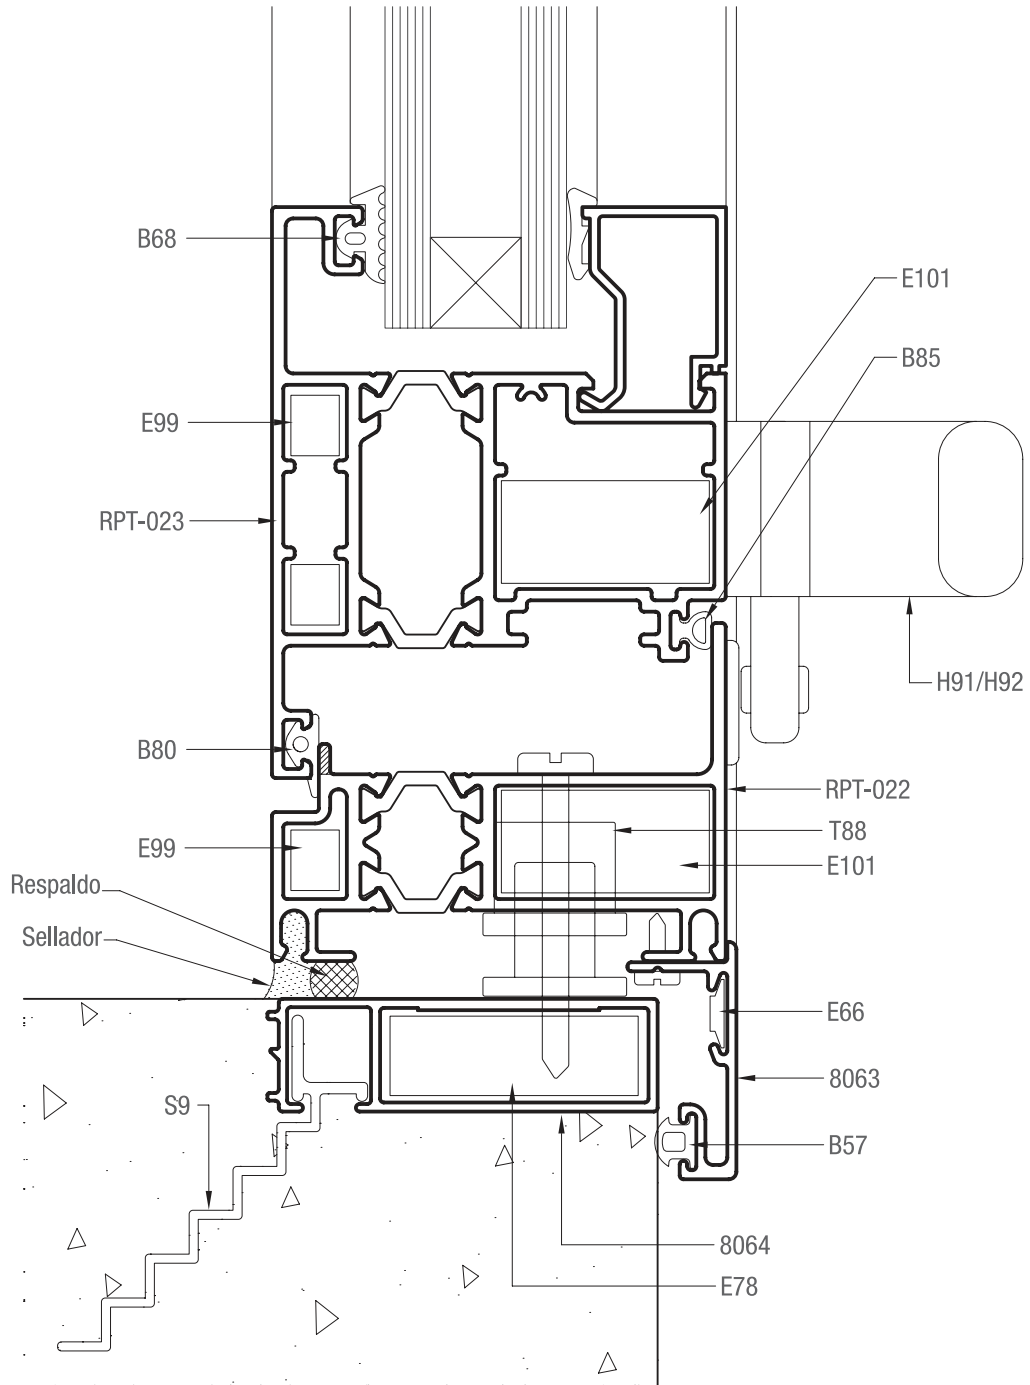 B68
E101
B85
E99
RPT-023
H91/H92
B80
RPT-022
T88
E99
E101
Respaldo
Sellador
E66
8063
S9
B57
8064
E78